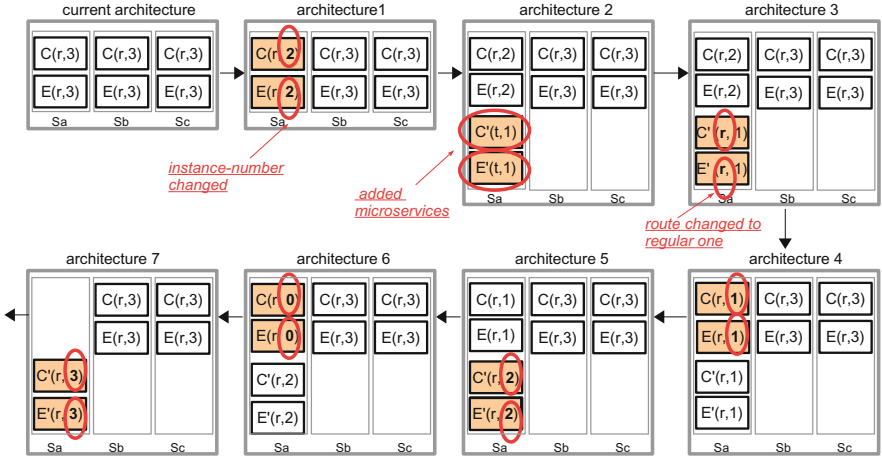 current architecture
C(r,3) C(r,3) C(r,3)
E(r,3) E(r,3) E(r,3)
Sa Sb Sc
architecture1
C(r,2) C(r,3) C(r,3)
E(r,2) E(r,3) E(r,3)
Sa Sb Sc
instance-number
changed
architecture 2
C(r,2) C(r,3) C(r,3)
E(r,2) E(r,3) E(r,3)
C'(t,1)
E'(t,1)
Sa Sb Sc
added
microservices
architecture 3
C(r,2) C(r,3) C(r,3)
E(r,2) E(r,3) E(r,3)
C'(r,1)
E'(r,1)
Sa Sb Sc
route changed to
regular one
architecture 7
C(r,3) C(r,3)
E(r,3) E(r,3)
C'(r,3)
E'(r,3)
Sa Sb Sc
architecture 6
C(r,0) C(r,3) C(r,3)
E(r,0) E(r,3) E(r,3)
C'(r,2)
E'(r,2)
Sa Sb Sc
architecture 5
C(r,1) C(r,3) C(r,3)
E(r,1) E(r,3) E(r,3)
C'(r,2)
E'(r,2)
Sa Sb Sc
architecture 4
C(r,1) C(r,3) C(r,3)
E(r,1) E(r,3) E(r,3)
C'(r,1)
E'(r,1)
Sa Sb Sc